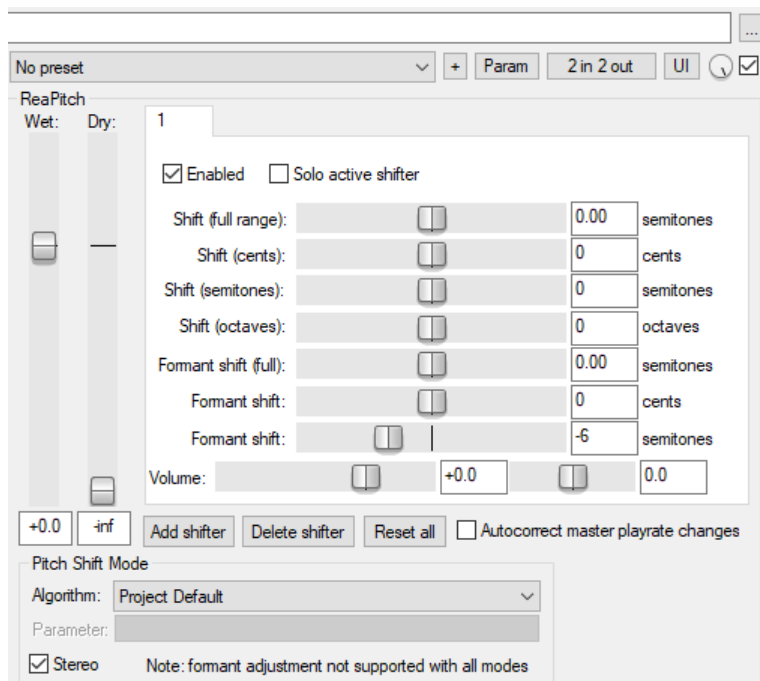 ...
No preset + Param 2 in 2 out UI
ReaPitch
Wet: Dry: 1
Enabled Solo active shifter
Shift (full range): 0.00 semitones
Shift (cents): 0 cents
Shift (semitones): 0 semitones
Shift (octaves): 0 octaves
Formant shift (full): 0.00 semitones
Formant shift: 0 cents
Formant shift: -6 semitones
Volume: +0.0 0.0
+0.0 -inf Add shifter Delete shifter Reset all Autocorrect master playrate changes
Pitch Shift Mode
Algorithm: Project Default
Parameter:
Stereo Note: formant adjustment not supported with all modes